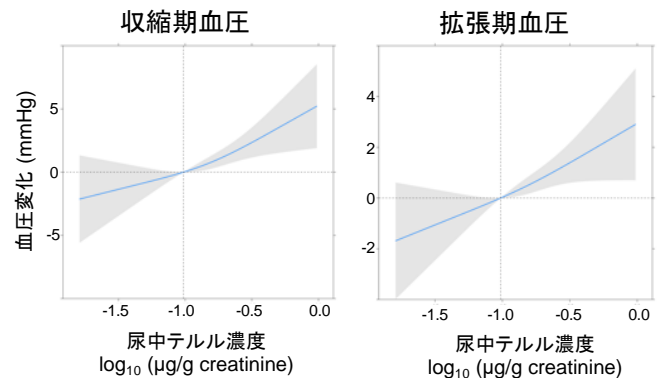 収縮期血圧
血圧変化 (mmHg)
5
0
-5
-1.5 -1.0 -0.5 0.0
尿中テルル濃度
log₁₀ (μg/g creatinine)
拡張期血圧
4
2
0
-2
-1.5 -1.0 -0.5 0.0
尿中テルル濃度
log₁₀ (μg/g creatinine)